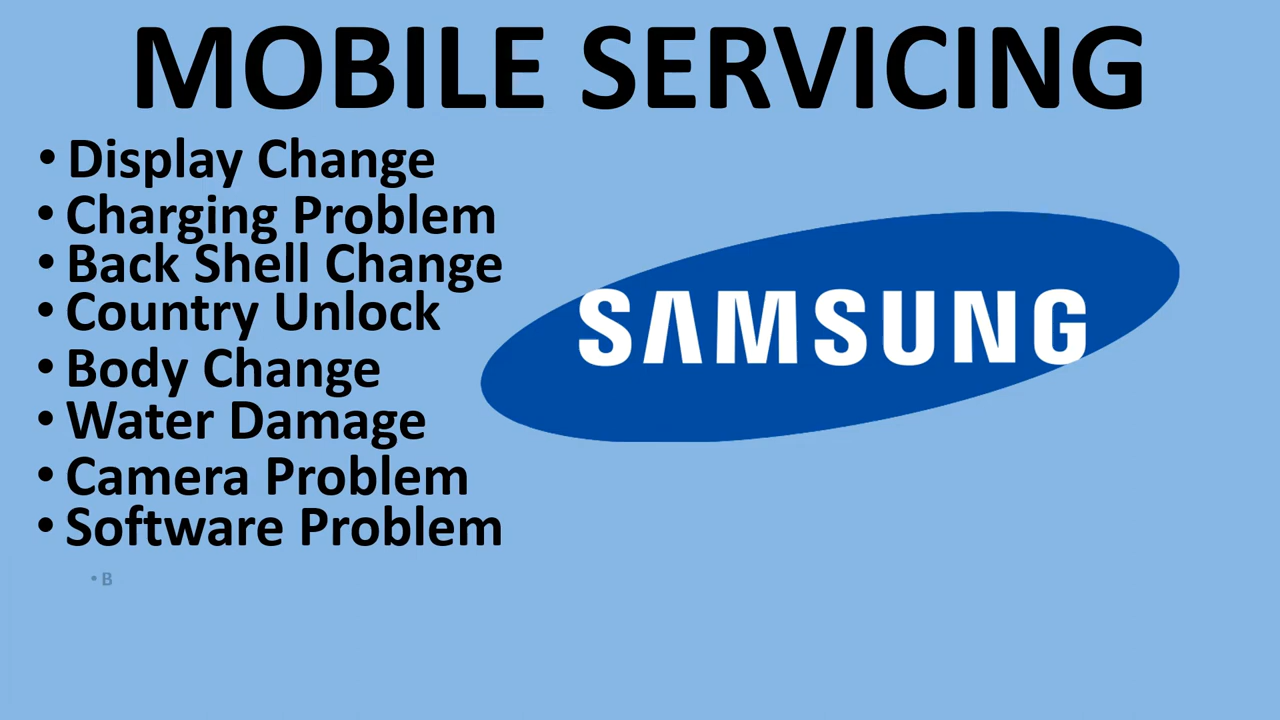 MOBILE SERVICING
• Display Change
• Charging Problem
• Back Shell Change
• Country Unlock
• Body Change
• Water Damage
• Camera Problem
• Software Problem
• B
SAMSUNG